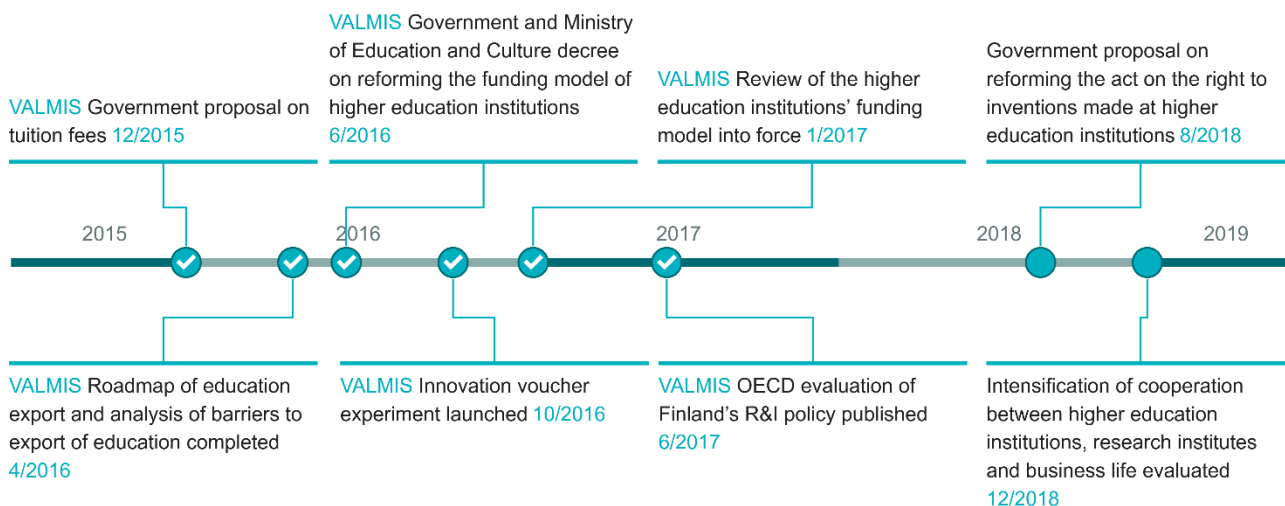 VALMIS Government proposal on
tuition fees 12/2015
VALMIS Government and Ministry
of Education and Culture decree
on reforming the funding model of
higher education institutions
6/2016
VALMIS Review of the higher
education institutions’ funding
model into force 1/2017
Government proposal on
reforming the act on the right to
inventions made at higher
education institutions 8/2018
2015
2016
2017
2018
2019
VALMIS Roadmap of education
export and analysis of barriers to
export of education completed
4/2016
VALMIS Innovation voucher
experiment launched 10/2016
VALMIS OECD evaluation of
Finland’s R&I policy published
6/2017
Intensification of cooperation
between higher education
institutions, research institutes
and business life evaluated
12/2018